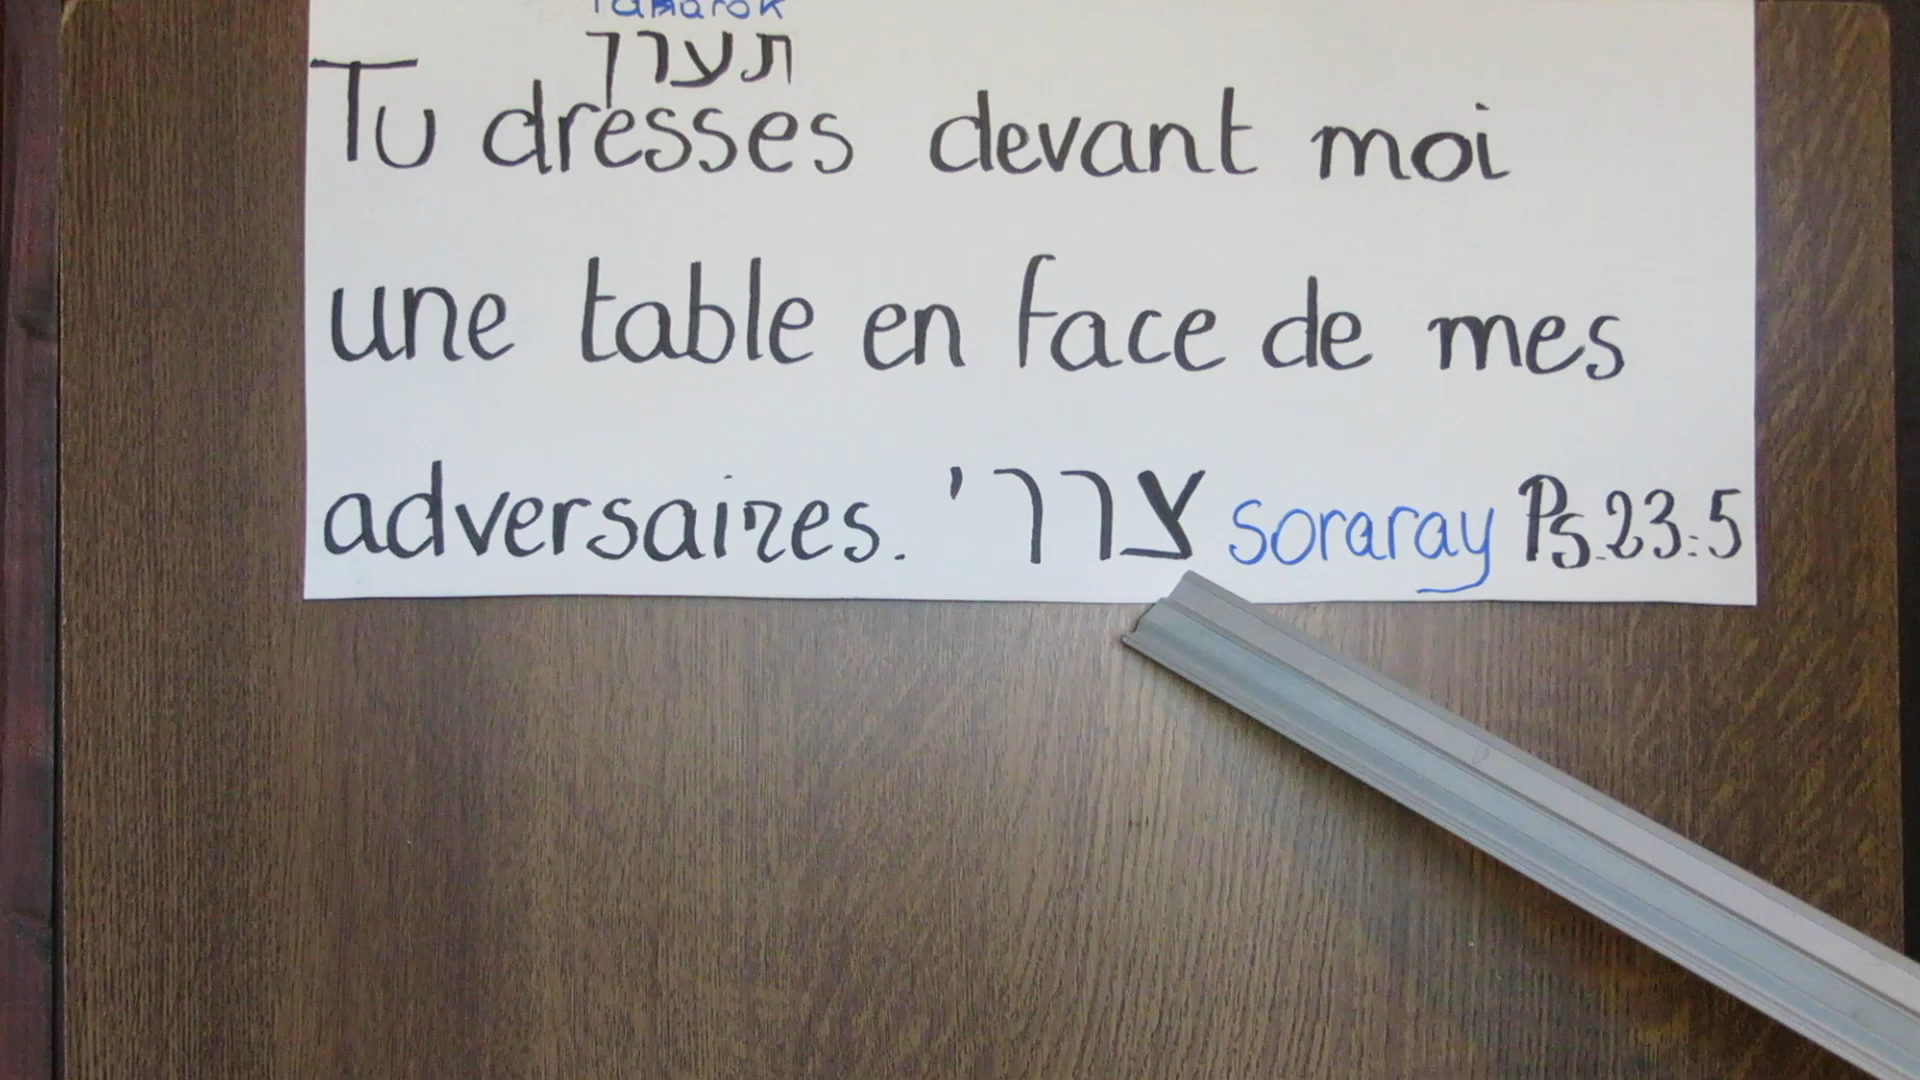 Tamarok
תערך
Tu dresses devant moi
une table en face de mes
adversaires. צררי soraray Ps.23:5